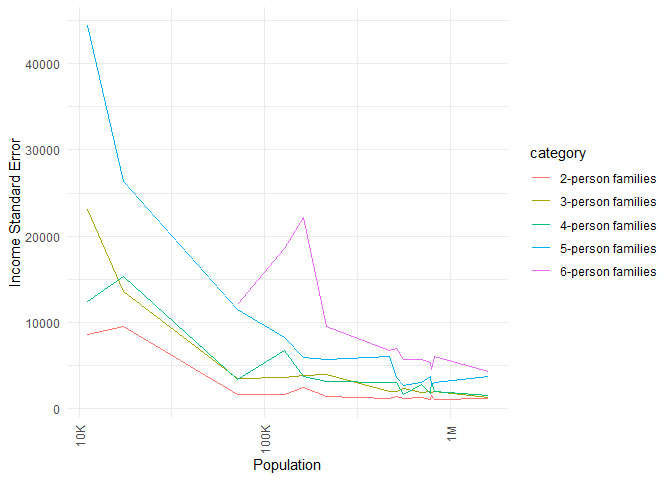 40000
30000
20000
10000
0
Income Standard Error
10K
100K
1M
Population
category
2-person families
3-person families
4-person families
5-person families
6-person families